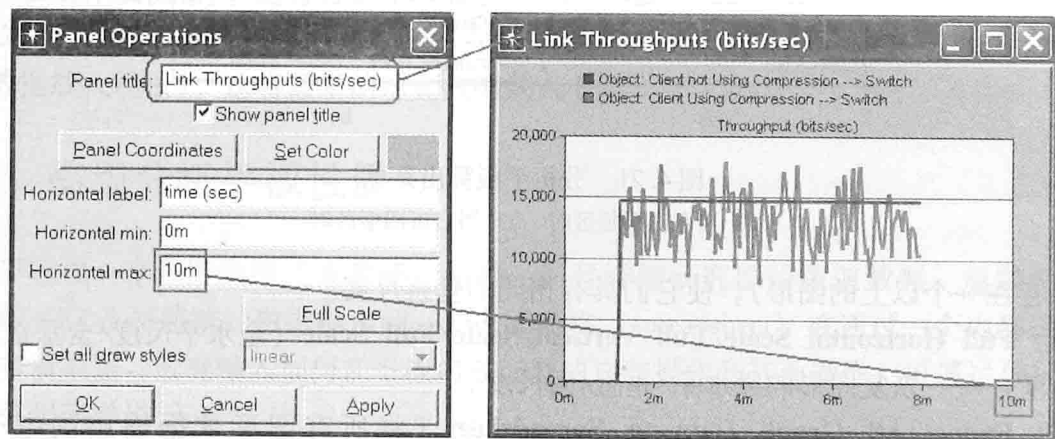 Panel Operations
Panel title: Link Throughputs (bits/sec)
Show panel title
Panel Coordinates
Set Color
Horizontal label: time (sec)
Horizontal min: 0m
Horizontal max: 10m
Full Scale
Set all draw styles
linear
OK
Cancel
Apply
Link Throughputs (bits/sec)
Object: Client not Using Compression --> Switch
Object: Client Using Compression --> Switch
Throughput (bits/sec)
20,000
15,000
10,000
5,000
0
0m
2m
4m
6m
8m
10m